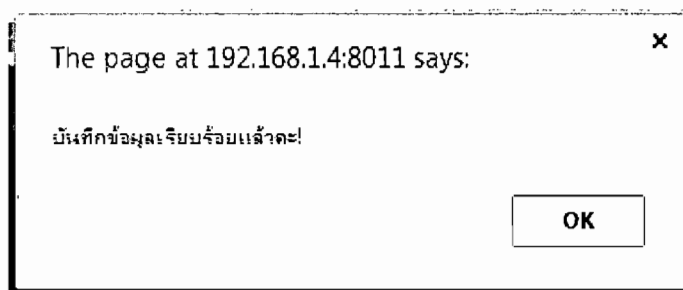 The page at 192.168.1.4:8011 says:
×
บันทึกข้อมูลเรียบร้อยแล้วคะ!
OK